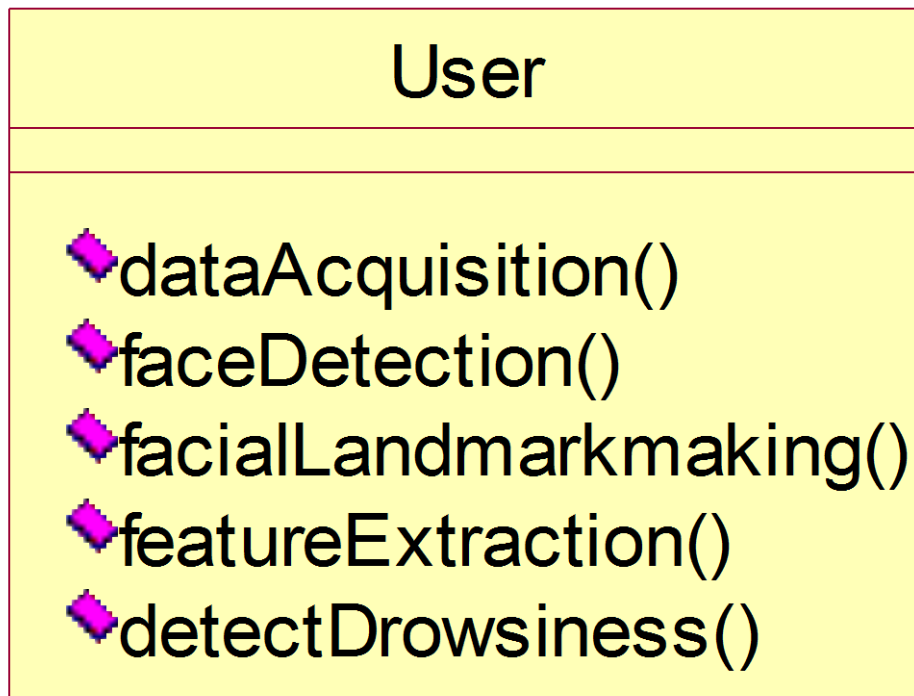 User
dataAcquisition()
faceDetection()
facialLandmarkmaking()
featureExtraction()
detectDrowsiness()